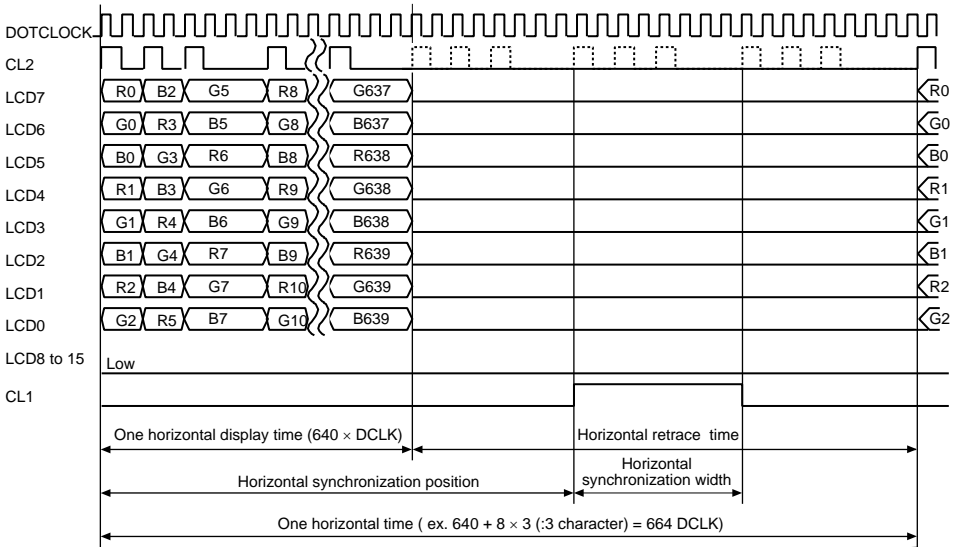 DOTCLOCK
CL2
LCD7 R0 B2 G5 R8 G637 R0
LCD6 G0 R3 B5 G8 B637 G0
LCD5 B0 G3 R6 B8 R638 B0
LCD4 R1 B3 G6 R9 G638 R1
LCD3 G1 R4 B6 G9 B638 G1
LCD2 B1 G4 R7 B9 R639 B1
LCD1 R2 B4 G7 R10 G639 R2
LCD0 G2 R5 B7 G10 B639 G2
LCD8 to 15 Low
CL1
One horizontal display time (640 × DCLK) Horizontal retrace time
Horizontal synchronization position
Horizontal
synchronization width
One horizontal time ( ex. 640 + 8 × 3 (:3 character) = 664 DCLK)